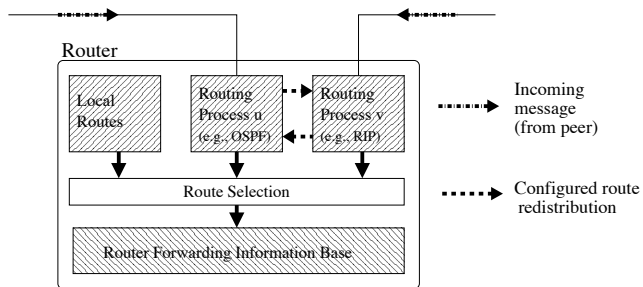 Router
Local
Routes
Routing
Process u
(e.g., OSPF)
Routing
Process v
(e.g., RIP)
Route Selection
Router Forwarding Information Base
Incoming
message
(from peer)
Configured route
redistribution